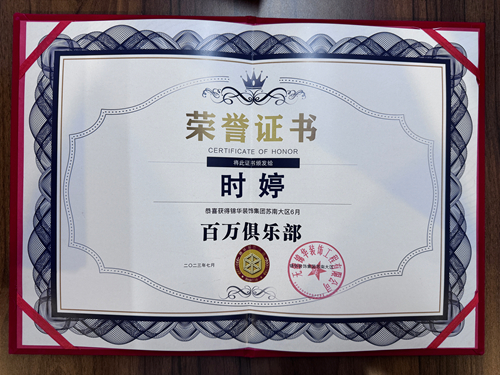 荣誉证书
CERTIFICATE OF HONOR
将此证书颁发给
时婷
恭喜获得锦华装饰集团苏南大区6月
百万俱乐部
二〇二三年七月